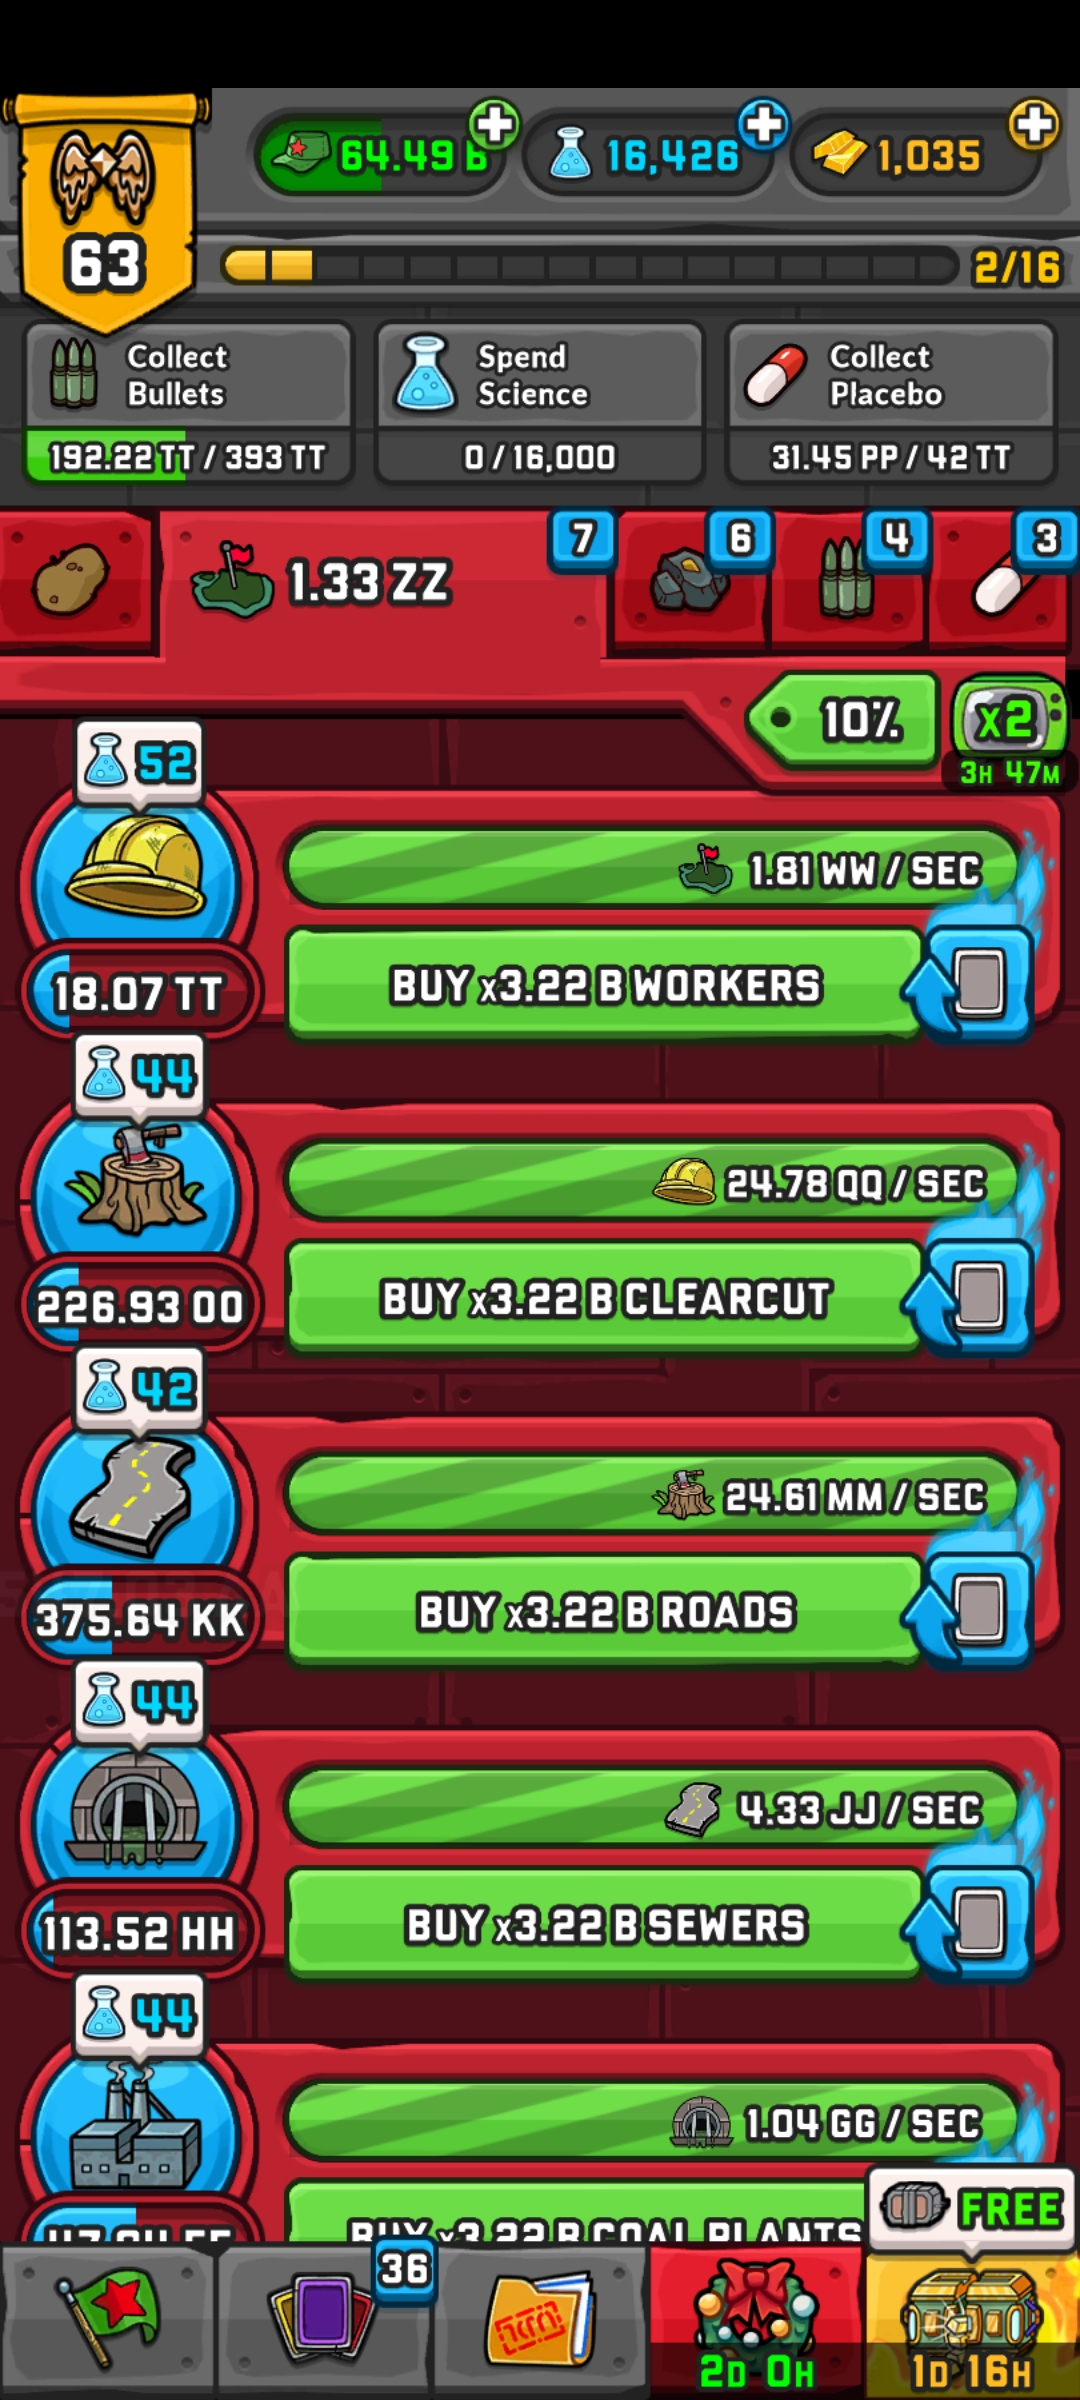 64.49 B
16,426
1,035
63
2/16
Collect
Bullets
Spend
Science
Collect
Placebo
192.22 TT / 393 TT
0 / 16,000
31.45 PP / 42 TT
7
6
4
3
1.33 ZZ
10%
x2
3H 47M
52
1.81 WW / SEC
18.07 TT
BUY x3.22 B WORKERS
44
24.78 QQ / SEC
226.93 OO
BUY x3.22 B CLEARCUT
42
24.61 MM / SEC
375.64 KK
BUY x3.22 B ROADS
44
4.33 JJ / SEC
113.52 HH
BUY x3.22 B SEWERS
44
1.04 GG / SEC
BUY x3.22 B COAL PLANTS
FREE
36
2D 0H
1D 16H